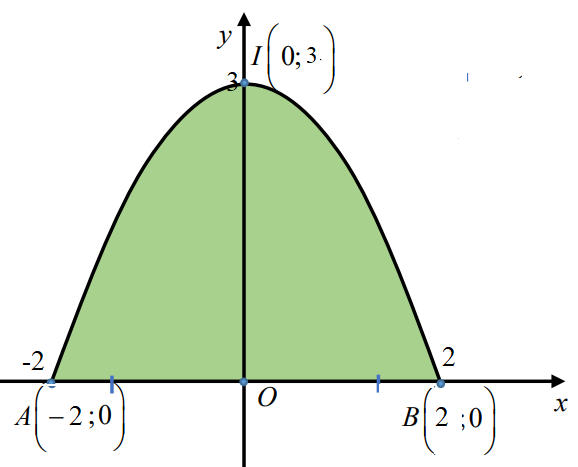 y
I(0;3)
3
-2
2
O
x
A(−2;0)
B(2 ;0)